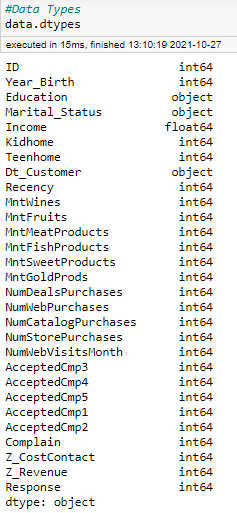 #Data Types
data.dtypes
executed in 15ms, finished 13:10:19 2021-10-27
ID int64
Year_Birth int64
Education object
Marital_Status object
Income float64
Kidhome int64
Teenhome int64
Dt_Customer object
Recency int64
MntWines int64
MntFruits int64
MntMeatProducts int64
MntFishProducts int64
MntSweetProducts int64
MntGoldProds int64
NumDealsPurchases int64
NumWebPurchases int64
NumCatalogPurchases int64
NumStorePurchases int64
NumWebVisitsMonth int64
AcceptedCmp3 int64
AcceptedCmp4 int64
AcceptedCmp5 int64
AcceptedCmp1 int64
AcceptedCmp2 int64
Complain int64
Z_CostContact int64
Z_Revenue int64
Response int64
dtype: object